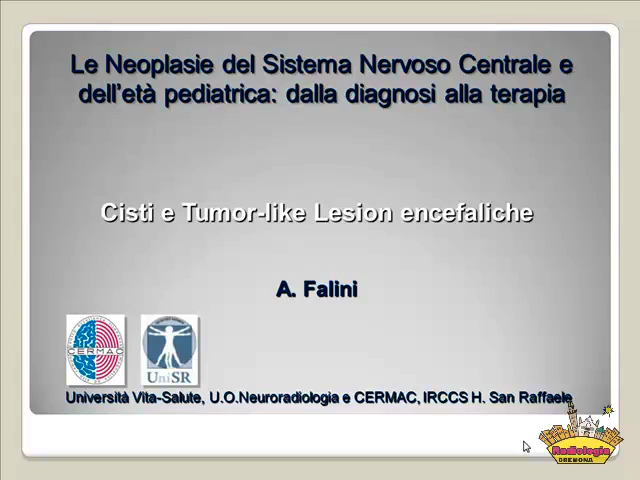 Le Neoplasie del Sistema Nervoso Centrale e
dell'età pediatrica: dalla diagnosi alla terapia
Cisti e Tumor-like Lesion encefaliche
A. Falini
CERMAC
UniSR
Università Vita-Salute, U.O.Neuroradiologia e CERMAC, IRCCS H. San Raffaele
Radiologia
CREMONA